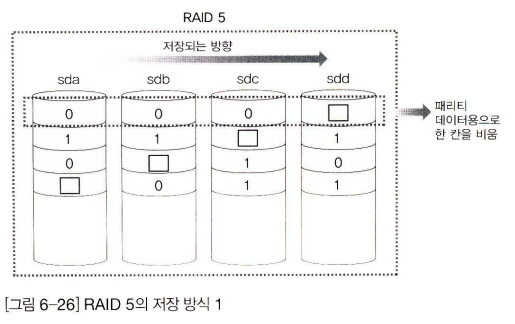 RAID 5
저장되는 방향
sda sdb sdc sdd
0 0 0
1 1 1
0 1 0
0 1 1
패리티
데이터용으로
한 칸을 비움
[그림 6-26] RAID 5의 저장 방식 1